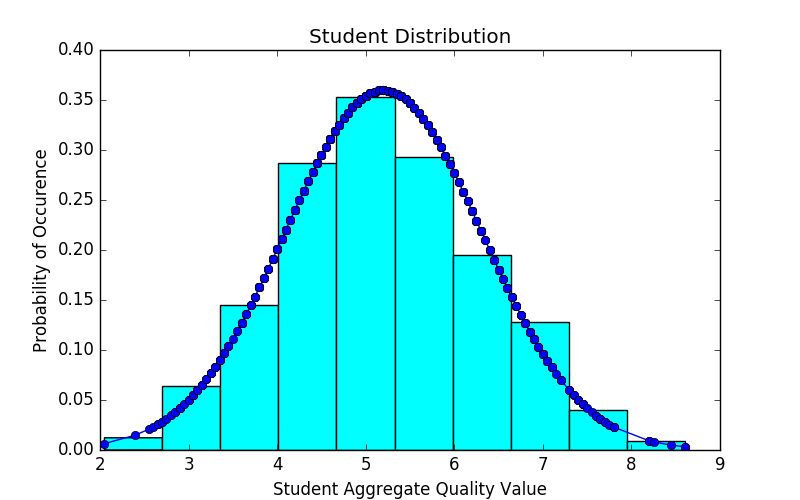 Student Distribution
0.40
0.35
0.30
0.25
0.20
0.15
0.10
0.05
0.00
Probability of Occurence
2 3 4 5 6 7 8 9
Student Aggregate Quality Value